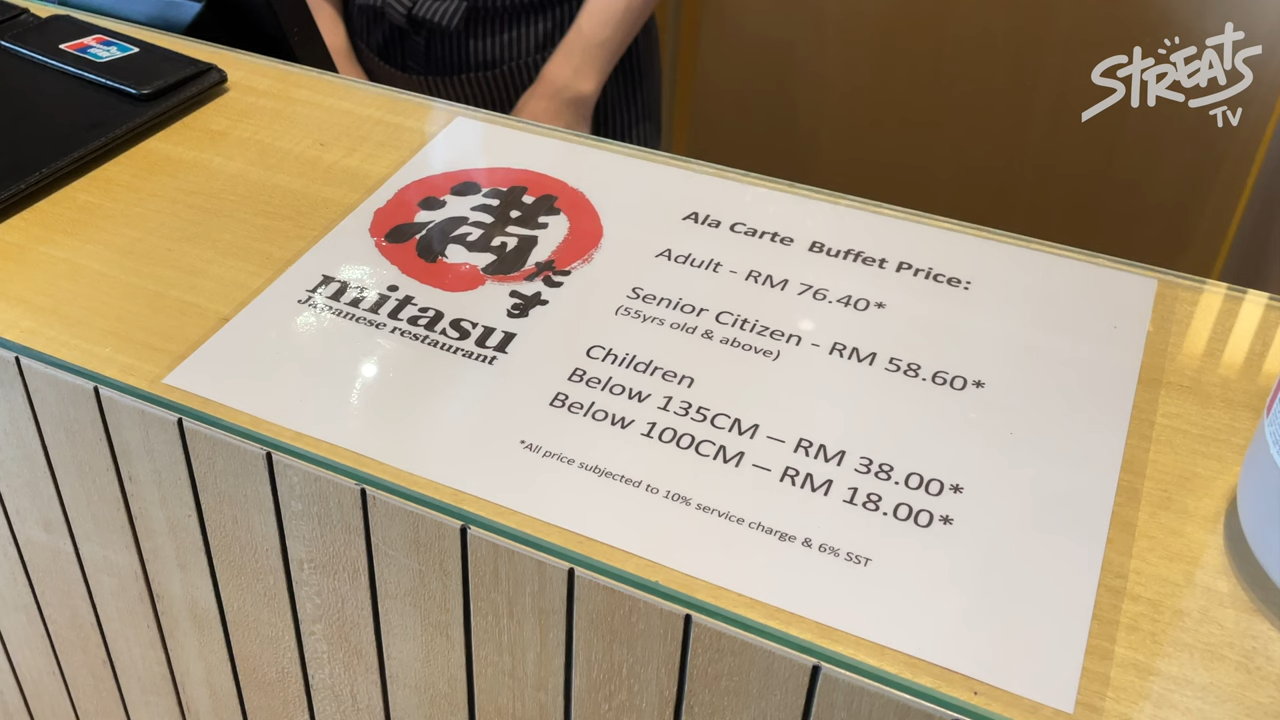 STREATS
TV
満たす
mitasu
Japanese restaurant
Ala Carte Buffet Price:
Adult - RM 76.40*
Senior Citizen - RM 58.60*
(55yrs old & above)
Children
Below 135CM – RM 38.00*
Below 100CM – RM 18.00*
*All price subjected to 10% service charge & 6% SST